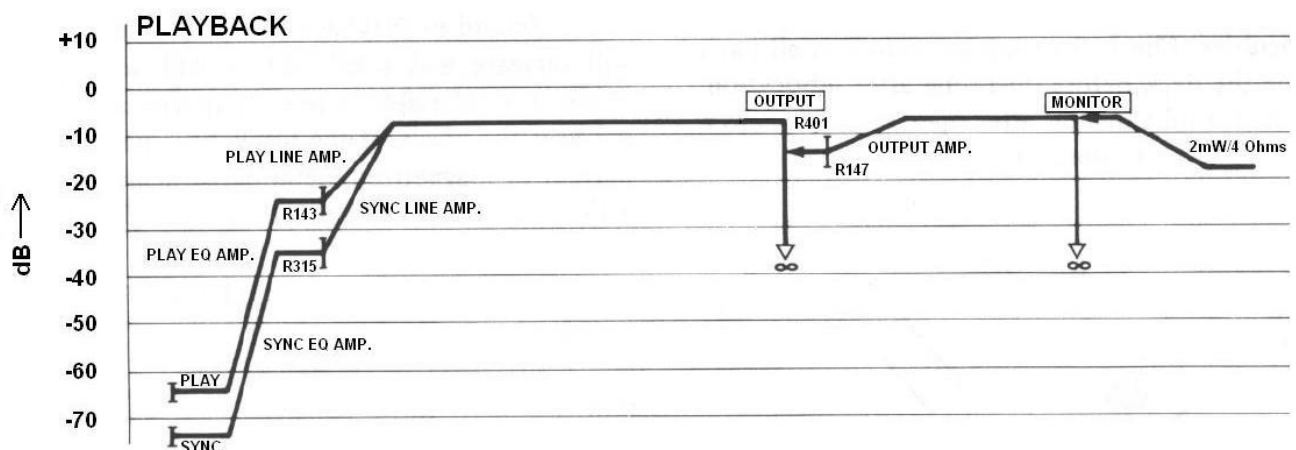 PLAYBACK
+10
0
-10
-20
-30
-40
-50
-60
-70
dB
OUTPUT
R401
MONITOR
PLAY LINE AMP.
OUTPUT AMP.
2mW/4 Ohms
R147
R143
SYNC LINE AMP.
PLAY EQ AMP.
R315
∞
∞
SYNC EQ AMP.
PLAY
SYNC